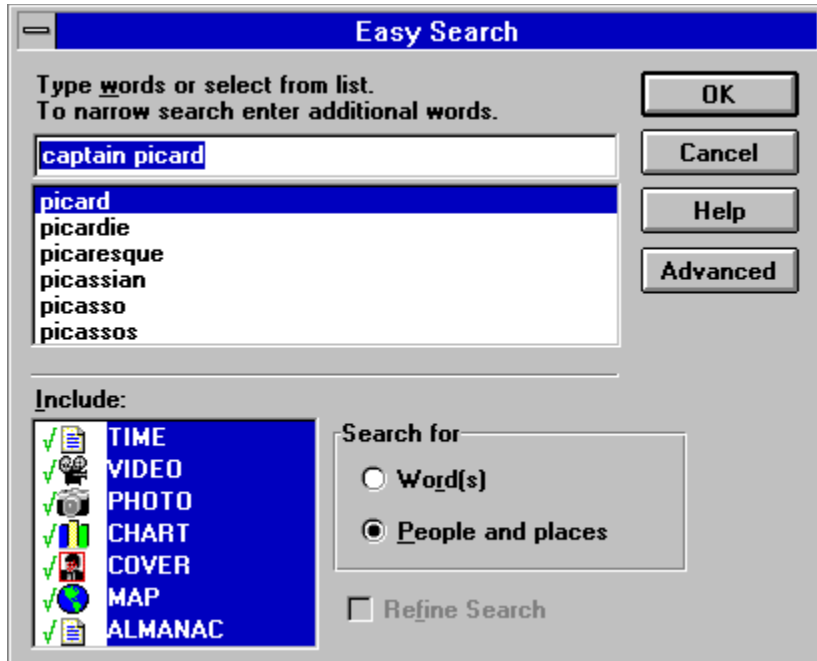 Easy Search
Type words or select from list.
To narrow search enter additional words.
captain picard
picard
picardie
picaresque
picassian
picasso
picassos
OK
Cancel
Help
Advanced
Include:
TIME
VIDEO
PHOTO
CHART
COVER
MAP
ALMANAC
Search for
Word(s)
People and places
Refine Search